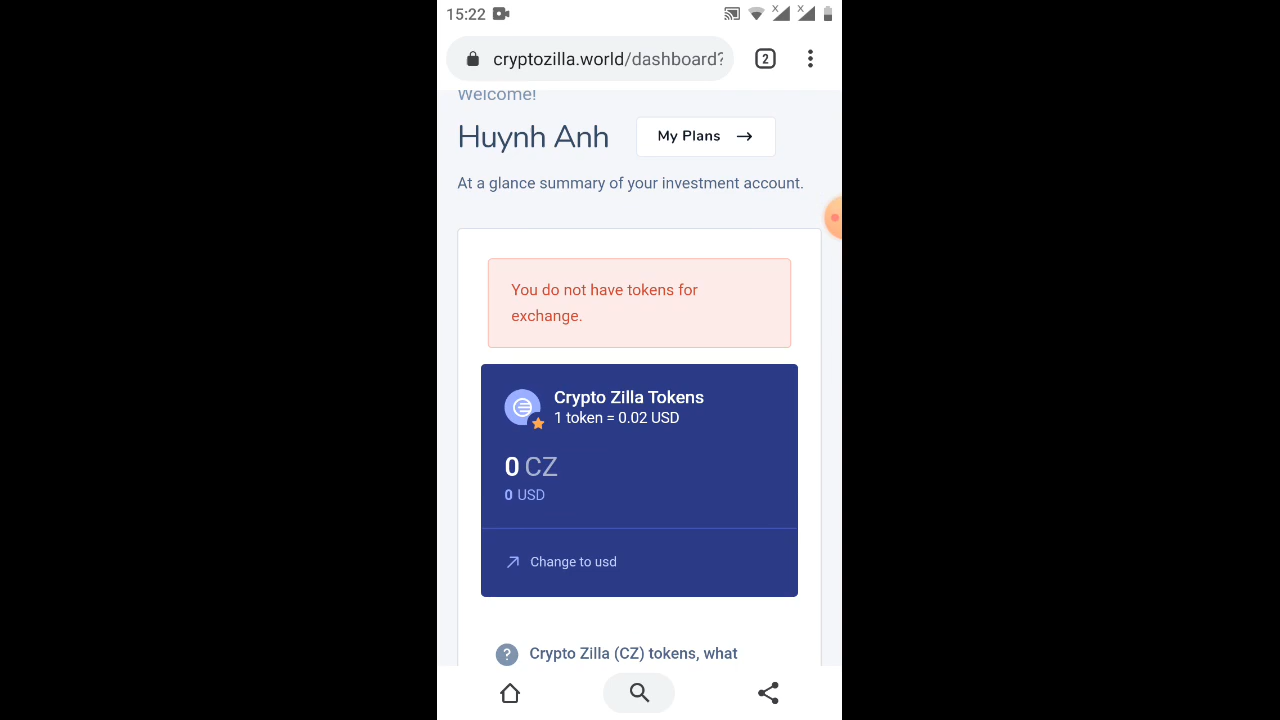 15:22
cryptozilla.world/dashboard?
2
Welcome!
Huynh Anh
My Plans
At a glance summary of your investment account.
You do not have tokens for
exchange.
Crypto Zilla Tokens
1 token = 0.02 USD
0 CZ
0 USD
Change to usd
? Crypto Zilla (CZ) tokens, what